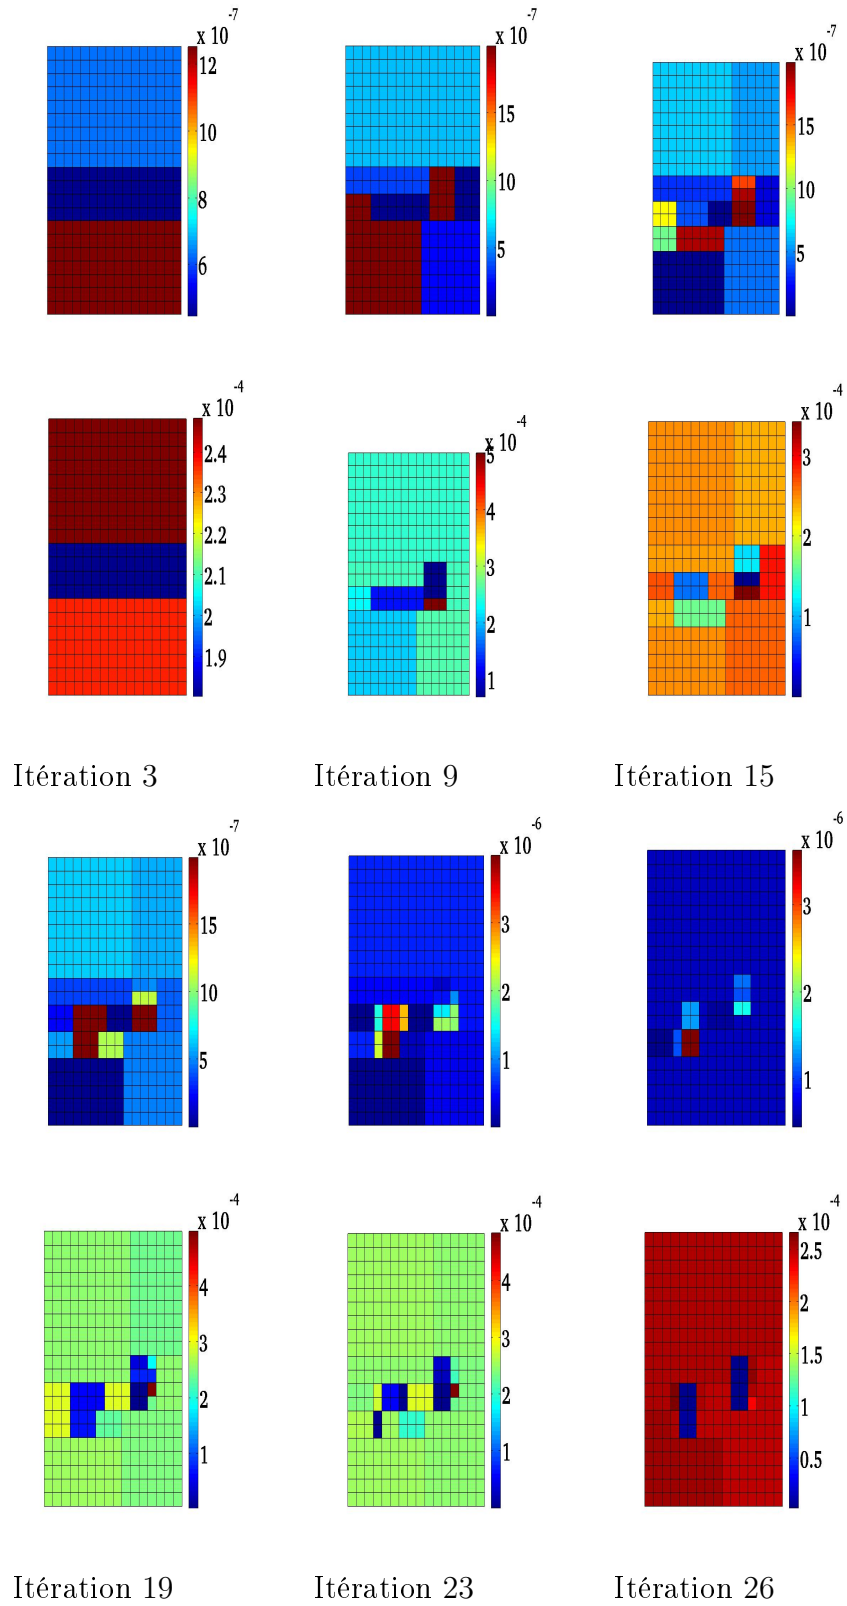 x 10 -7
12
10
8
6
x 10 -7
15
10
5
x 10 -7
15
10
5
x 10 -4
2.4
2.3
2.2
2.1
2
1.9
x 10 -4
5
4
3
2
1
x 10 -4
3
2
1
Itération 3
Itération 9
Itération 15
x 10 -7
15
10
5
x 10 -6
3
2
1
x 10 -6
3
2
1
x 10 -4
4
3
2
1
x 10 -4
4
3
2
1
x 10 -4
2.5
2
1.5
1
0.5
Itération 19
Itération 23
Itération 26